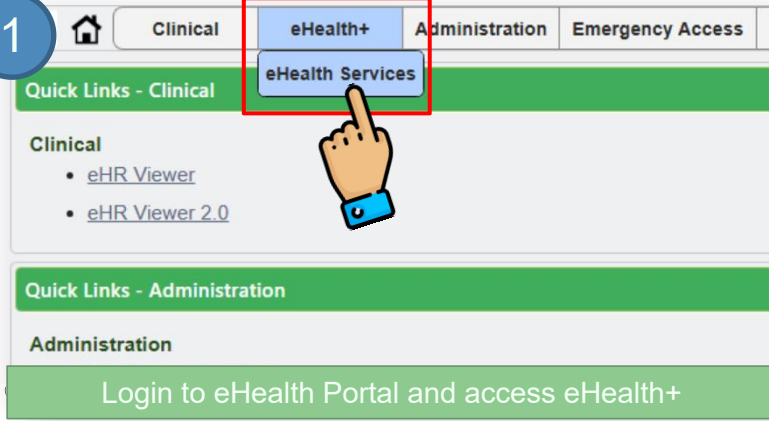 1
Clinical eHealth+ Administration Emergency Access
eHealth Services
Quick Links - Clinical
Clinical
• eHR Viewer
• eHR Viewer 2.0
Quick Links - Administration
Administration
Login to eHealth Portal and access eHealth+